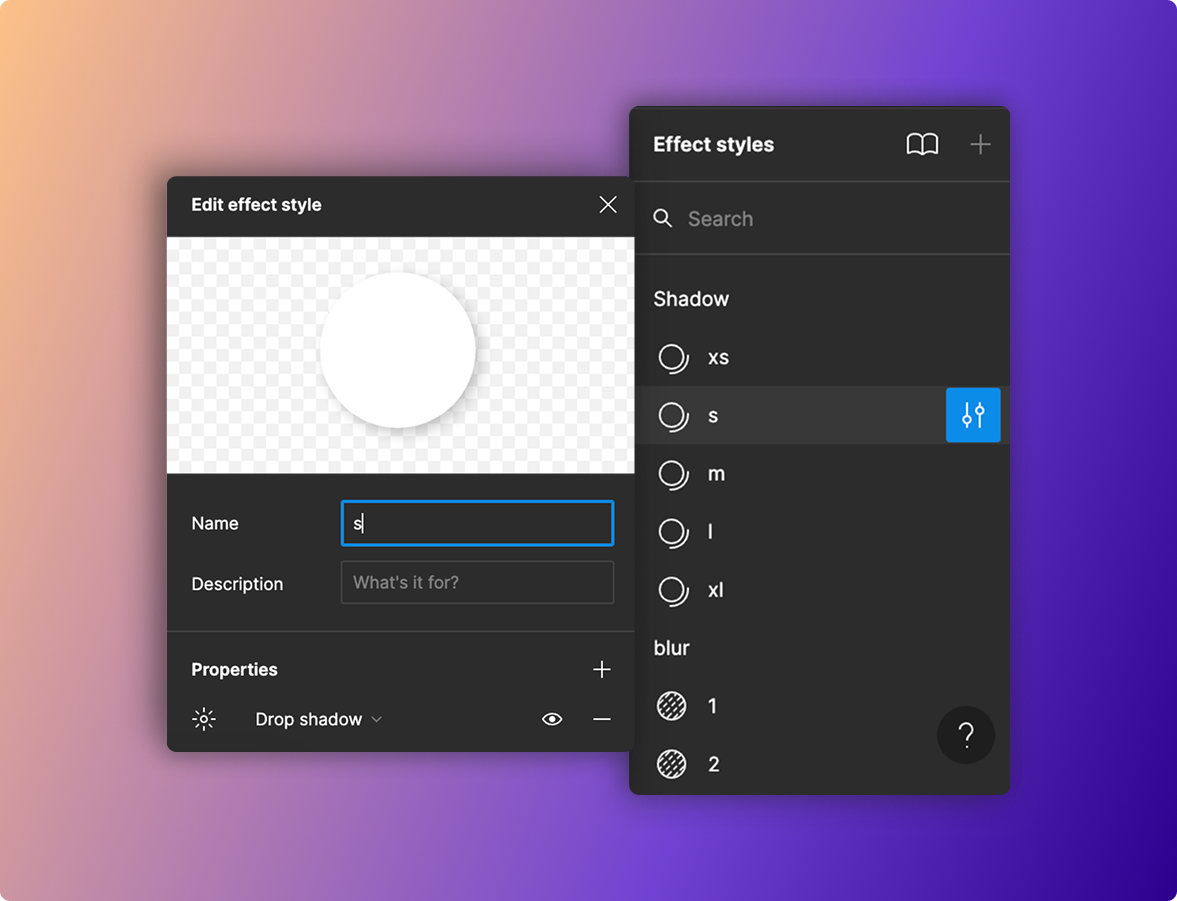 Edit effect style
Name
s
Description
What's it for?
Properties
Drop shadow
Effect styles
Search
Shadow
xs
s
m
l
xl
blur
1
2
?